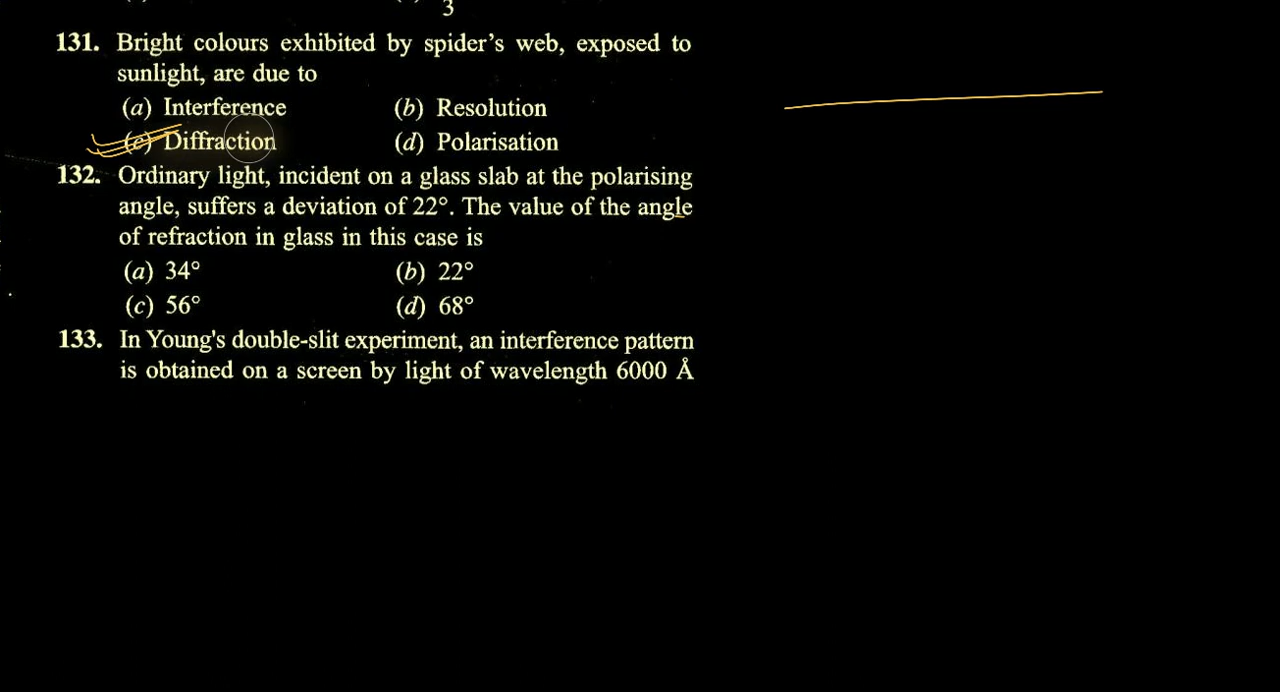 3
131. Bright colours exhibited by spider's web, exposed to
sunlight, are due to
(a) Interference (b) Resolution
(c) Diffraction (d) Polarisation
132. Ordinary light, incident on a glass slab at the polarising
angle, suffers a deviation of 22°. The value of the angle
of refraction in glass in this case is
(a) 34° (b) 22°
(c) 56° (d) 68°
133. In Young's double-slit experiment, an interference pattern
is obtained on a screen by light of wavelength 6000 Å